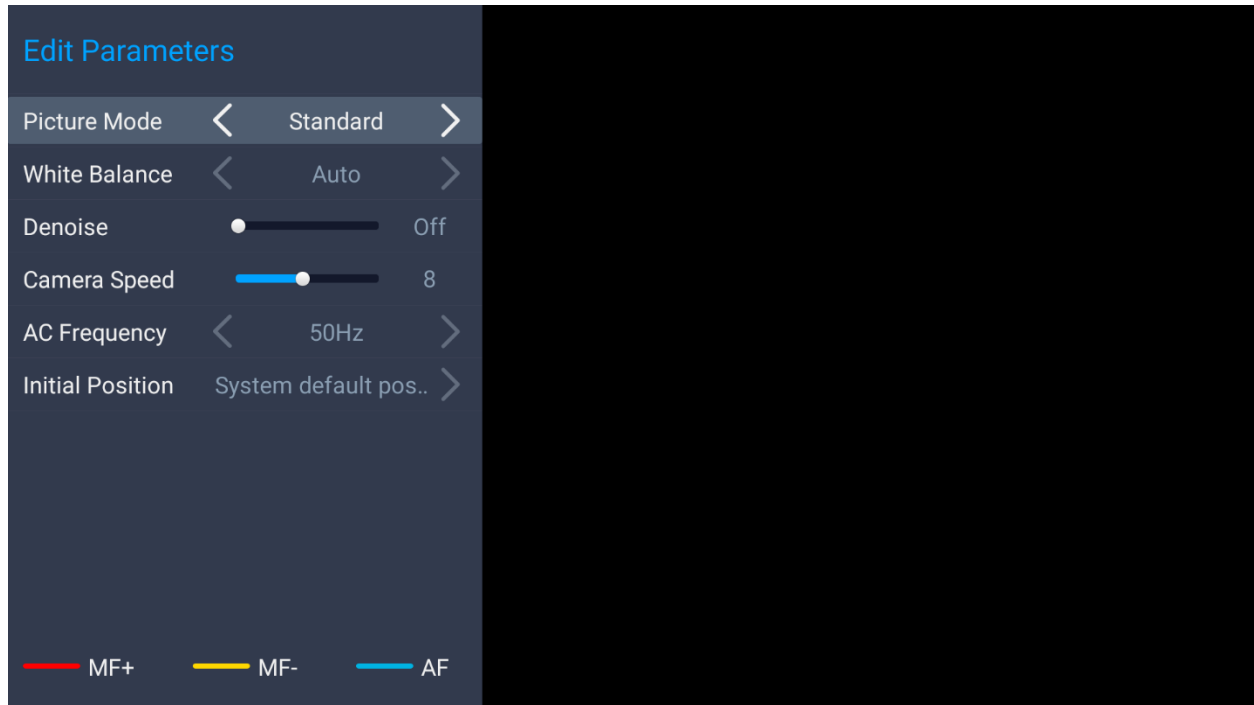 Edit Parameters
Picture Mode Standard
White Balance Auto
Denoise Off
Camera Speed 8
AC Frequency 50Hz
Initial Position System default pos..
MF+ MF- AF